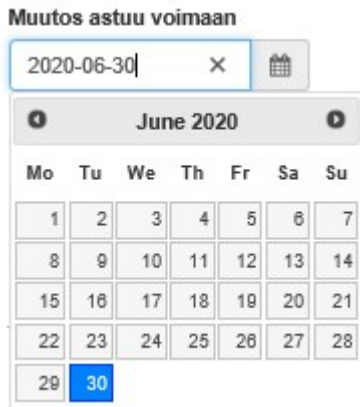 Muutos astuu voimaan
2020-06-30
June 2020
Mo Tu We Th Fr Sa Su
1 2 3 4 5 6 7
8 9 10 11 12 13 14
15 16 17 18 19 20 21
22 23 24 25 26 27 28
29 30